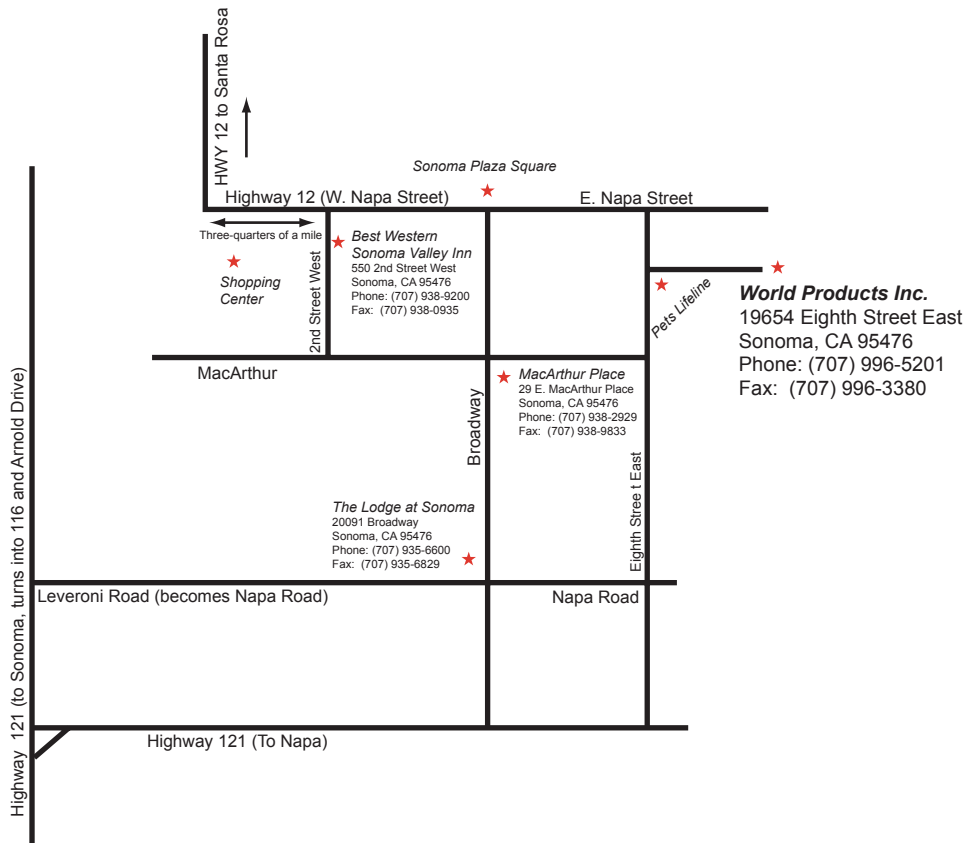 HWY 12 to Santa Rosa
Sonoma Plaza Square
Highway 12 (W. Napa Street)
E. Napa Street
Three-quarters of a mile
Shopping
Center
2nd Street West
Best Western
Sonoma Valley Inn
550 2nd Street West
Sonoma, CA 95476
Phone: (707) 938-9200
Fax: (707) 938-0935
Pets Lifeline
World Products Inc.
19654 Eighth Street East
Sonoma, CA 95476
Phone: (707) 996-5201
Fax: (707) 996-3380
MacArthur
MacArthur Place
29 E. MacArthur Place
Sonoma, CA 95476
Phone: (707) 938-2929
Fax: (707) 938-9833
Broadway
Eighth Stree t East
The Lodge at Sonoma
20091 Broadway
Sonoma, CA 95476
Phone: (707) 935-6600
Fax: (707) 935-6829
Leveroni Road (becomes Napa Road)
Napa Road
Highway 121 (to Sonoma, turns into 116 and Arnold Drive)
Highway 121 (To Napa)